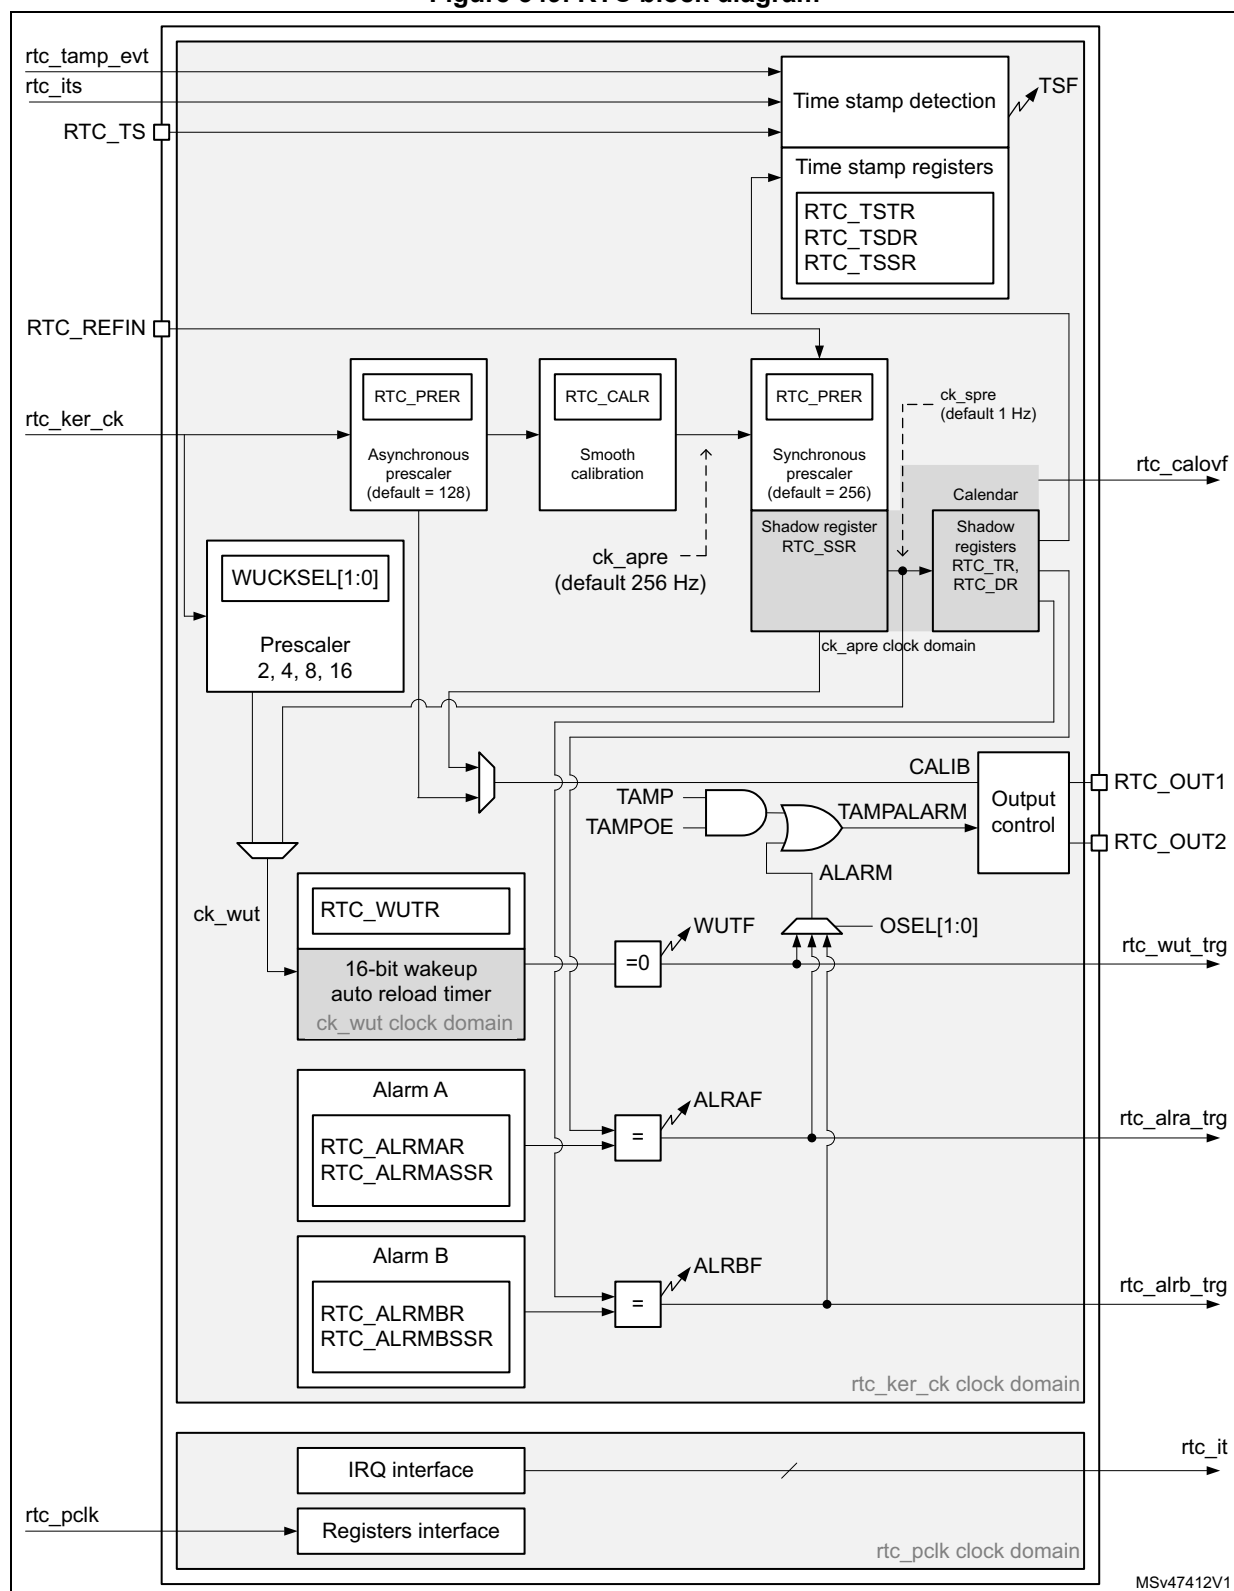 rtc_tamp_evt
rtc_its
RTC_TS
Time stamp detection
TSF
Time stamp registers
RTC_TSTR
RTC_TSDR
RTC_TSSR
RTC_REFIN
rtc_ker_ck
RTC_PRER
Asynchronous
prescaler
(default = 128)
RTC_CALR
Smooth
calibration
RTC_PRER
Synchronous
prescaler
(default = 256)
ck_spre
(default 1 Hz)
rtc_calovf
Calendar
Shadow register
RTC_SSR
Shadow
registers
RTC_TR,
RTC_DR
ck_apre
(default 256 Hz)
WUCKSEL[1:0]
Prescaler
2, 4, 8, 16
ck_apre clock domain
CALIB
TAMP
TAMPOE
TAMPALARM
Output
control
RTC_OUT1
RTC_OUT2
ALARM
OSEL[1:0]
ck_wut
RTC_WUTR
16-bit wakeup
auto reload timer
ck_wut clock domain
=0
WUTF
rtc_wut_trg
Alarm A
RTC_ALRMAR
RTC_ALRMASSR
=
ALRAF
rtc_alra_trg
Alarm B
RTC_ALRMBR
RTC_ALRMBSSR
=
ALRBF
rtc_alrb_trg
rtc_ker_ck clock domain
IRQ interface
rtc_it
rtc_pclk
Registers interface
rtc_pclk clock domain
MSv47412V1